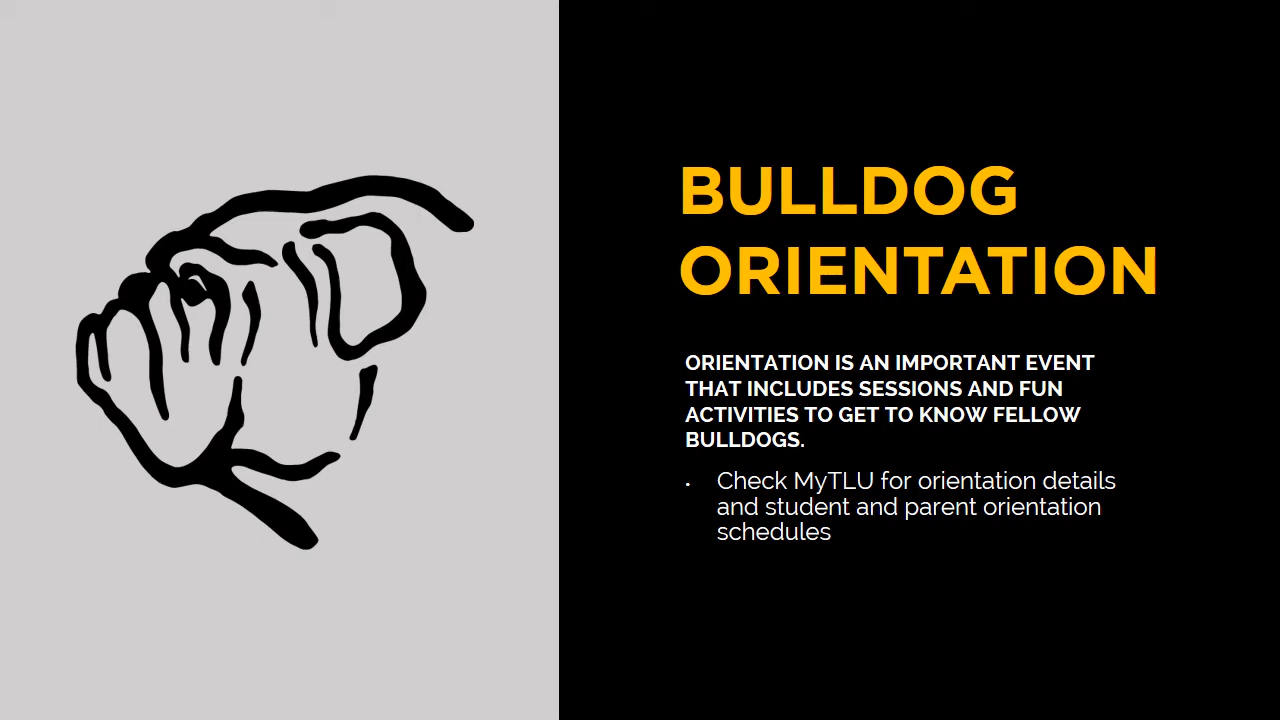 BULLDOG
ORIENTATION
ORIENTATION IS AN IMPORTANT EVENT
THAT INCLUDES SESSIONS AND FUN
ACTIVITIES TO GET TO KNOW FELLOW
BULLDOGS.
• Check MyTLU for orientation details
and student and parent orientation
schedules